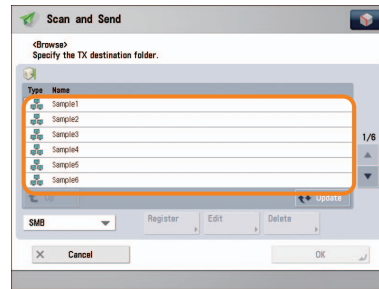 Scan and Send
<Browse>
Specify the TX destination folder.
Type Name
Sample1
Sample2
Sample3
Sample4
Sample5
Sample6
1/6
Up
Update
SMB
Register
Edit
Delete
Cancel
OK